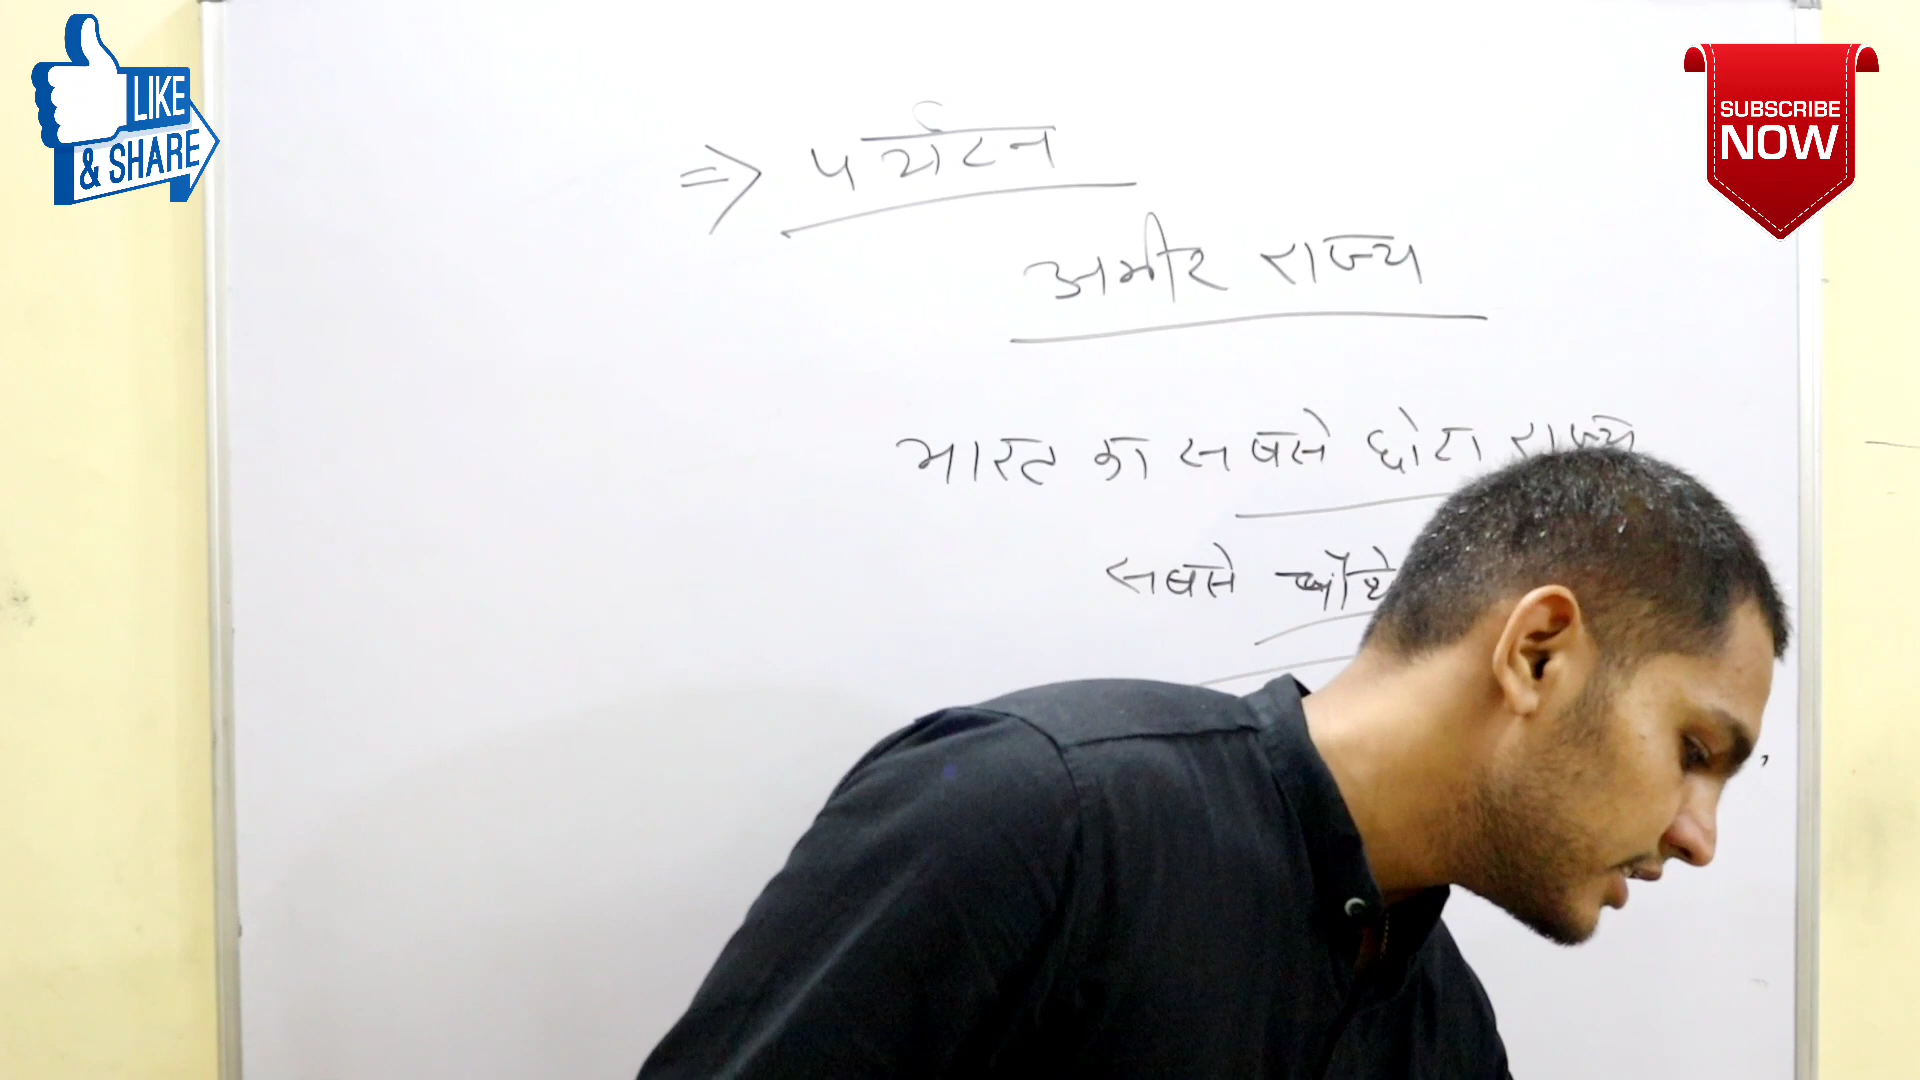 LIKE
& SHARE
SUBSCRIBE
NOW
=> पर्यटन
अमीर राज्य
भारत का सबसे छोटा राज्य
सबसे चौथे